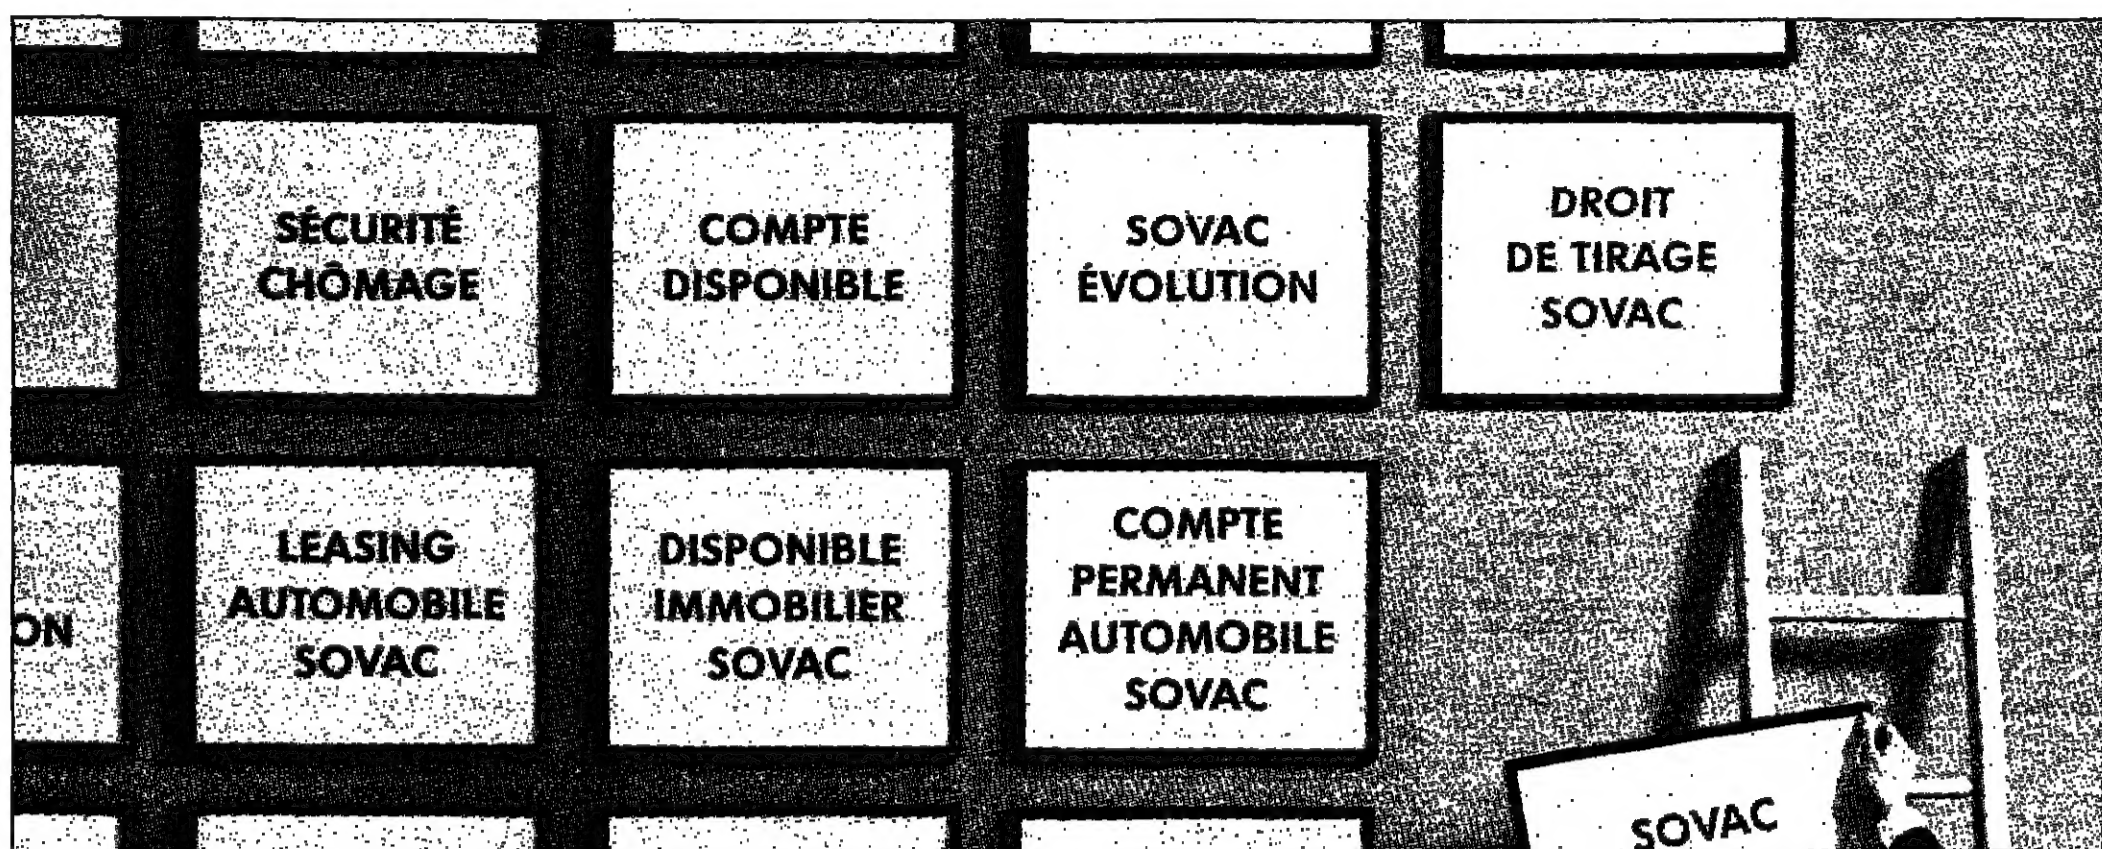 SÉCURITÉ
CHÔMAGE
COMPTE
DISPONIBLE
SOVAC
ÉVOLUTION
DROIT
DE TIRAGE
SOVAC
ON
LEASING
AUTOMOBILE
SOVAC
DISPONIBLE
IMMOBILIER
SOVAC
COMPTE
PERMANENT
AUTOMOBILE
SOVAC
SOVAC